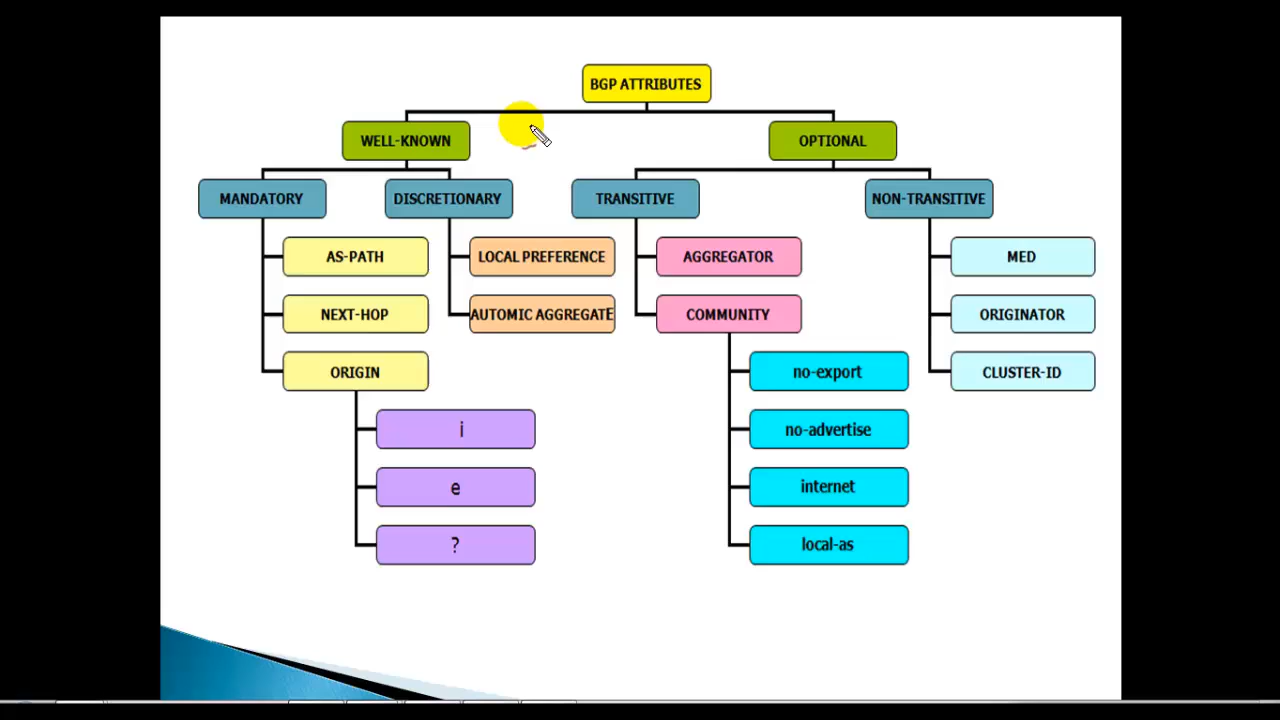 BGP ATTRIBUTES
WELL-KNOWN
OPTIONAL
MANDATORY
DISCRETIONARY
TRANSITIVE
NON-TRANSITIVE
AS-PATH
LOCAL PREFERENCE
AGGREGATOR
MED
NEXT-HOP
AUTOMIC AGGREGATE
COMMUNITY
ORIGINATOR
ORIGIN
no-export
CLUSTER-ID
i
no-advertise
e
internet
?
local-as